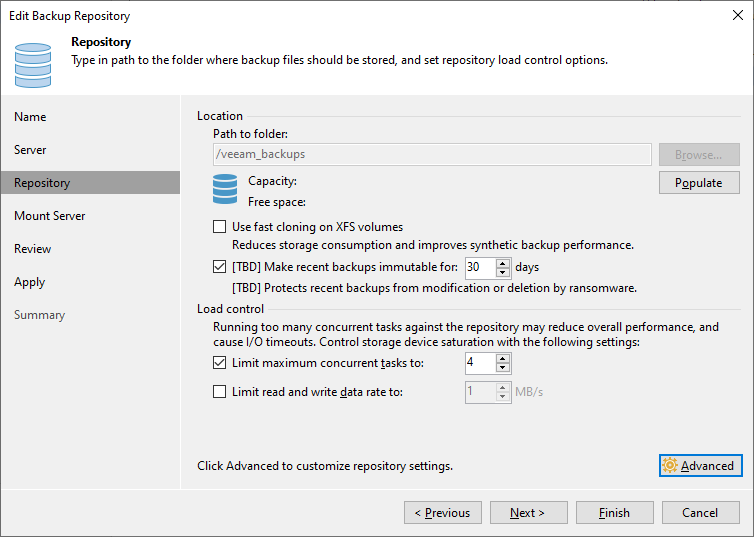 Edit Backup Repository
Repository
Type in path to the folder where backup files should be stored, and set repository load control options.
Name
Server
Repository
Mount Server
Review
Apply
Summary
Location
Path to folder:
/veeam_backups
Browse...
Capacity:
Populate
Free space:
Use fast cloning on XFS volumes
Reduces storage consumption and improves synthetic backup performance.
[TBD] Make recent backups immutable for: 30 days
[TBD] Protects recent backups from modification or deletion by ransomware.
Load control
Running too many concurrent tasks against the repository may reduce overall performance, and
cause I/O timeouts. Control storage device saturation with the following settings:
Limit maximum concurrent tasks to: 4
Limit read and write data rate to: 1 MB/s
Click Advanced to customize repository settings.
Advanced
< Previous
Next >
Finish
Cancel